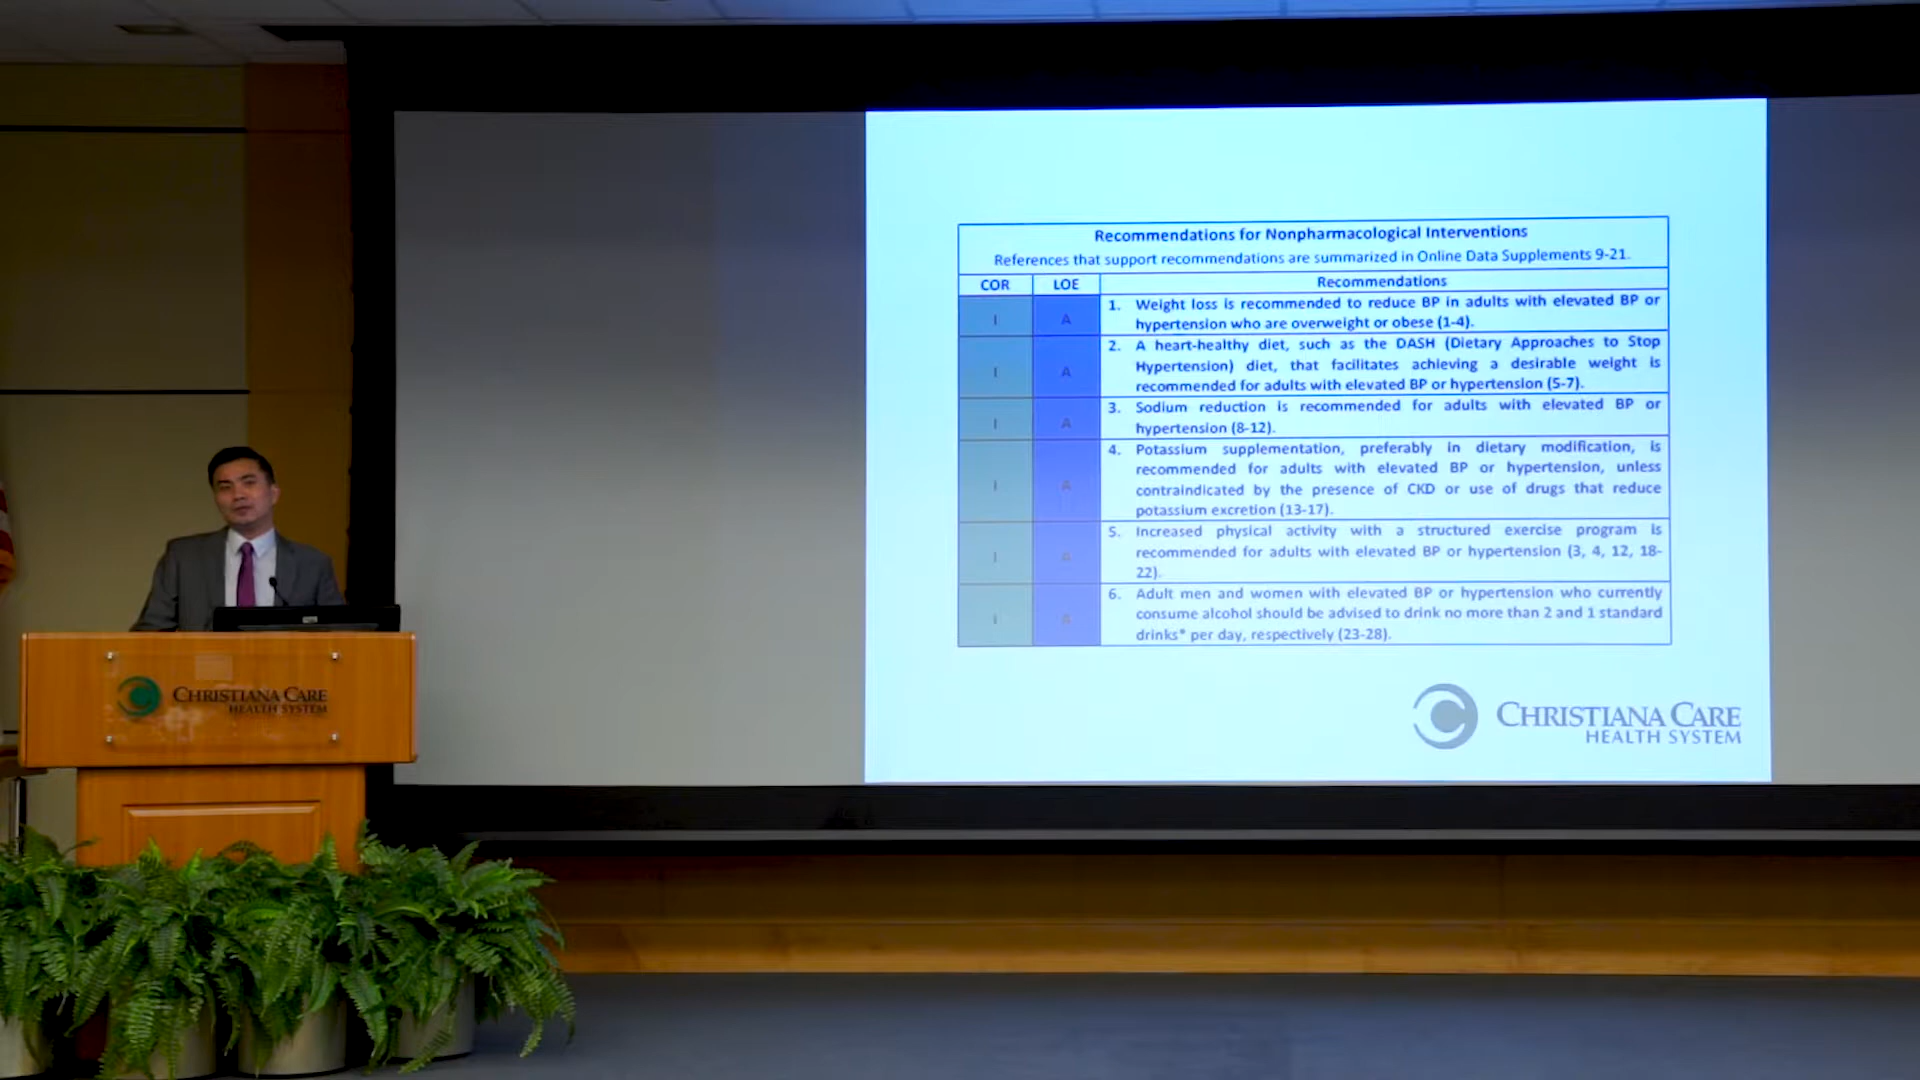 Recommendations for Nonpharmacological Interventions
References that support recommendations are summarized in Online Data Supplements 9-21.
COR LOE Recommendations
I A 1. Weight loss is recommended to reduce BP in adults with elevated BP or
hypertension who are overweight or obese (1-4).
I A 2. A heart-healthy diet, such as the DASH (Dietary Approaches to Stop
Hypertension) diet, that facilitates achieving a desirable weight is
recommended for adults with elevated BP or hypertension (5-7).
I A 3. Sodium reduction is recommended for adults with elevated BP or
hypertension (8-12).
I A 4. Potassium supplementation, preferably in dietary modification, is
recommended for adults with elevated BP or hypertension, unless
contraindicated by the presence of CKD or use of drugs that reduce
potassium excretion (13-17).
I A 5. Increased physical activity with a structured exercise program is
recommended for adults with elevated BP or hypertension (3, 4, 12, 18-
22).
I A 6. Adult men and women with elevated BP or hypertension who currently
consume alcohol should be advised to drink no more than 2 and 1 standard
drinks* per day, respectively (23-28).
CHRISTIANA CARE
HEALTH SYSTEM
CHRISTIANA CARE
HEALTH SYSTEM